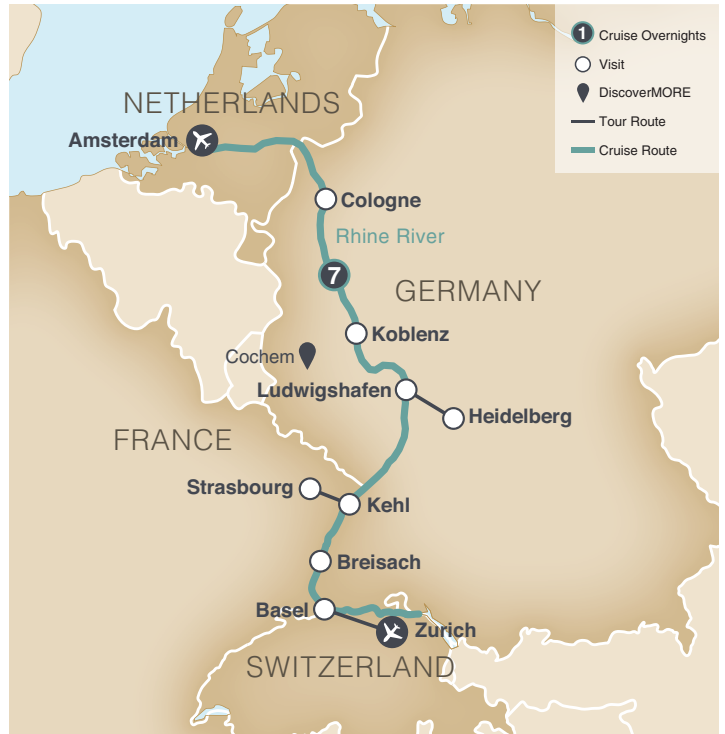 1 Cruise Overnights
Visit
DiscoverMORE
Tour Route
Cruise Route
NETHERLANDS
Amsterdam
Cologne
Rhine River
7
GERMANY
Koblenz
Cochem
Ludwigshafen
Heidelberg
FRANCE
Strasbourg
Kehl
Breisach
Basel
Zurich
SWITZERLAND